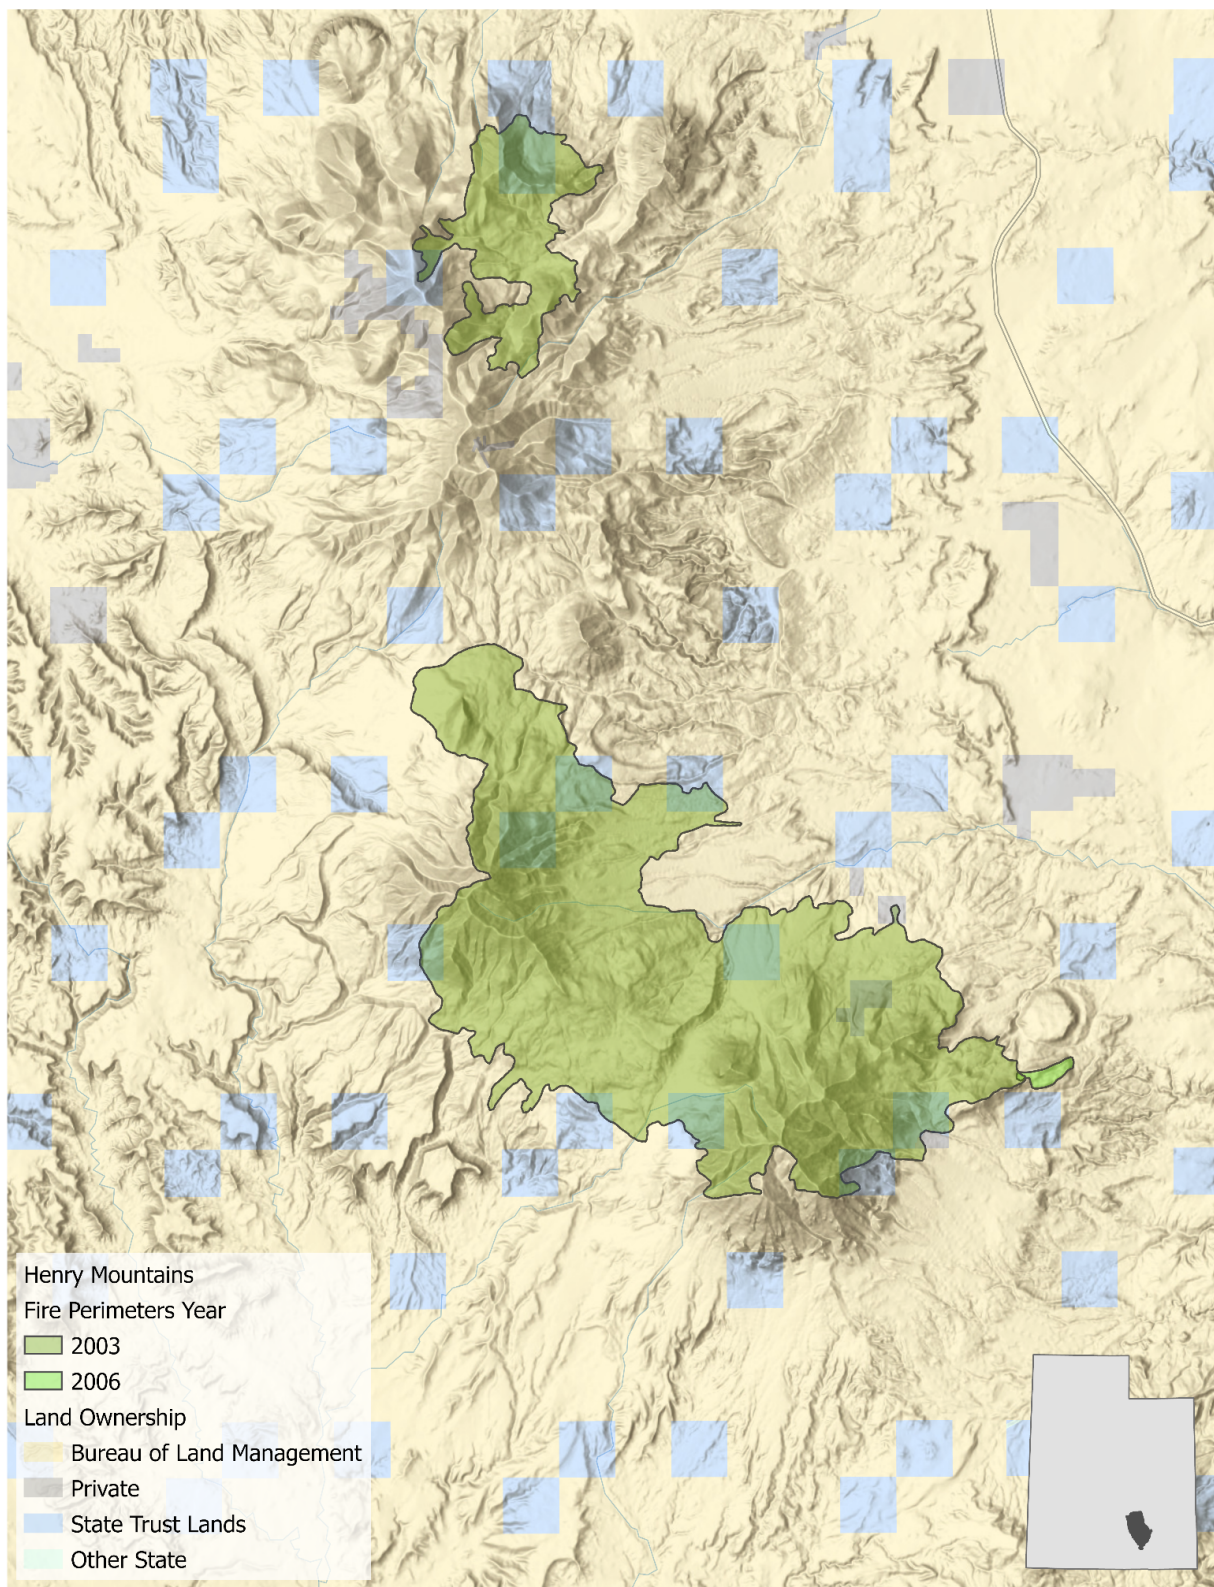 Henry Mountains
Fire Perimeters Year
2003
2006
Land Ownership
Bureau of Land Management
Private
State Trust Lands
Other State